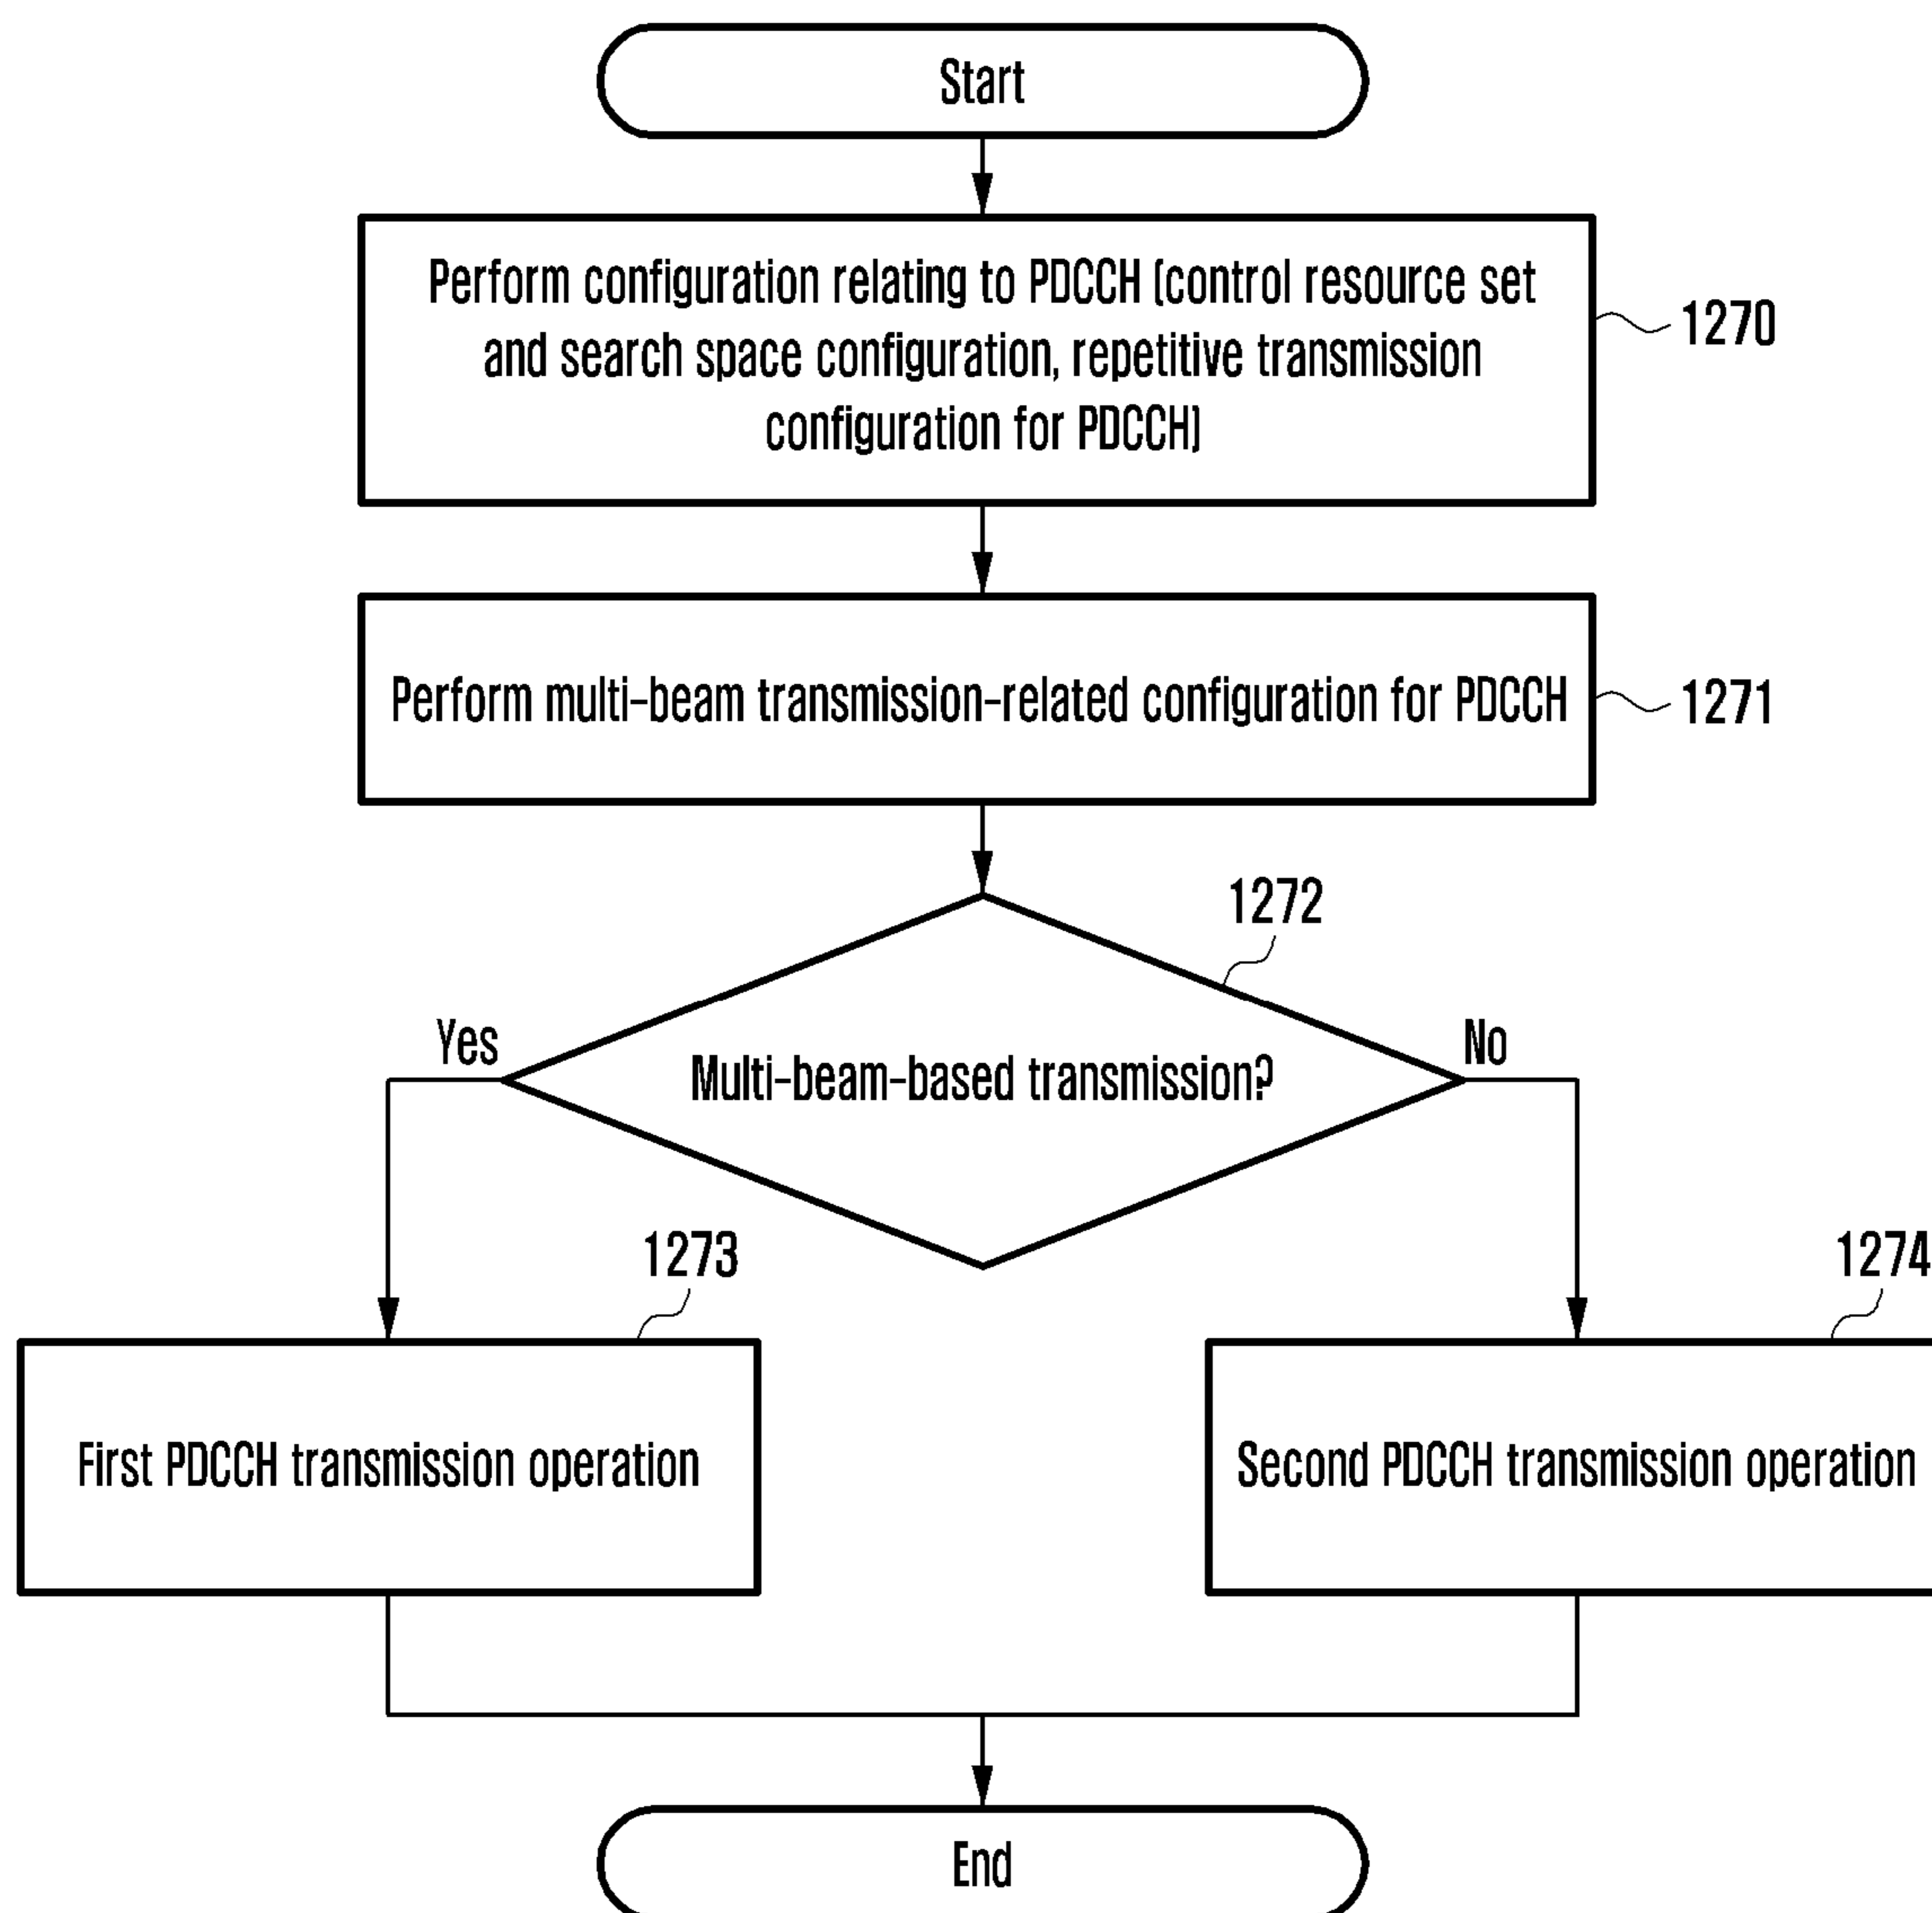 Start
Perform configuration relating to PDCCH (control resource set
and search space configuration, repetitive transmission
configuration for PDCCH)
1270
Perform multi-beam transmission-related configuration for PDCCH
1271
1272
Yes
No
Multi-beam-based transmission?
1273
1274
First PDCCH transmission operation
Second PDCCH transmission operation
End